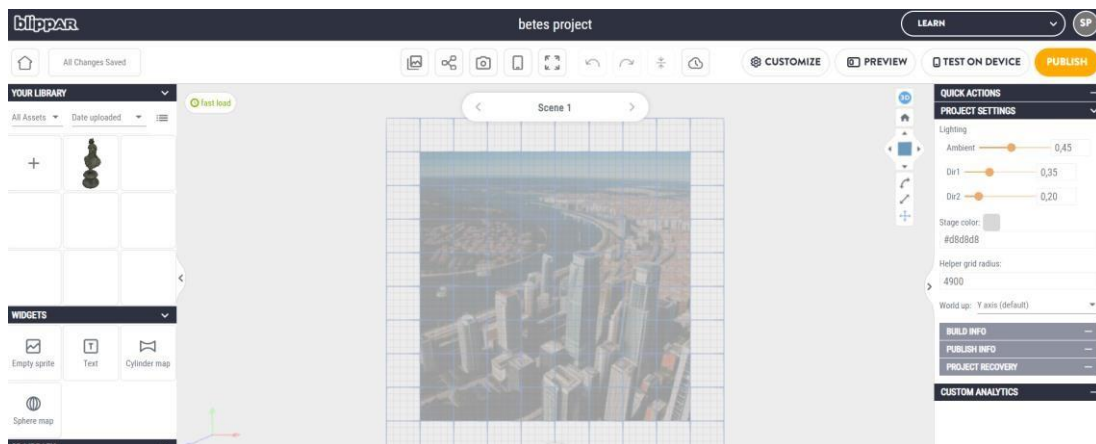 blippar
betes project
LEARN
SP
All Changes Saved
CUSTOMIZE
PREVIEW
TEST ON DEVICE
PUBLISH
YOUR LIBRARY
All Assets
Date uploaded
fast load
Scene 1
3D
QUICK ACTIONS
PROJECT SETTINGS
Lighting
Ambient 0,45
Dir1 0,35
Dir2 0,20
Stage color:
#d8d8d8
Helper grid radius:
4900
World up: Y axis (default)
BUILD INFO
PUBLISH INFO
PROJECT RECOVERY
CUSTOM ANALYTICS
WIDGETS
Empty sprite
Text
Cylinder map
Sphere map